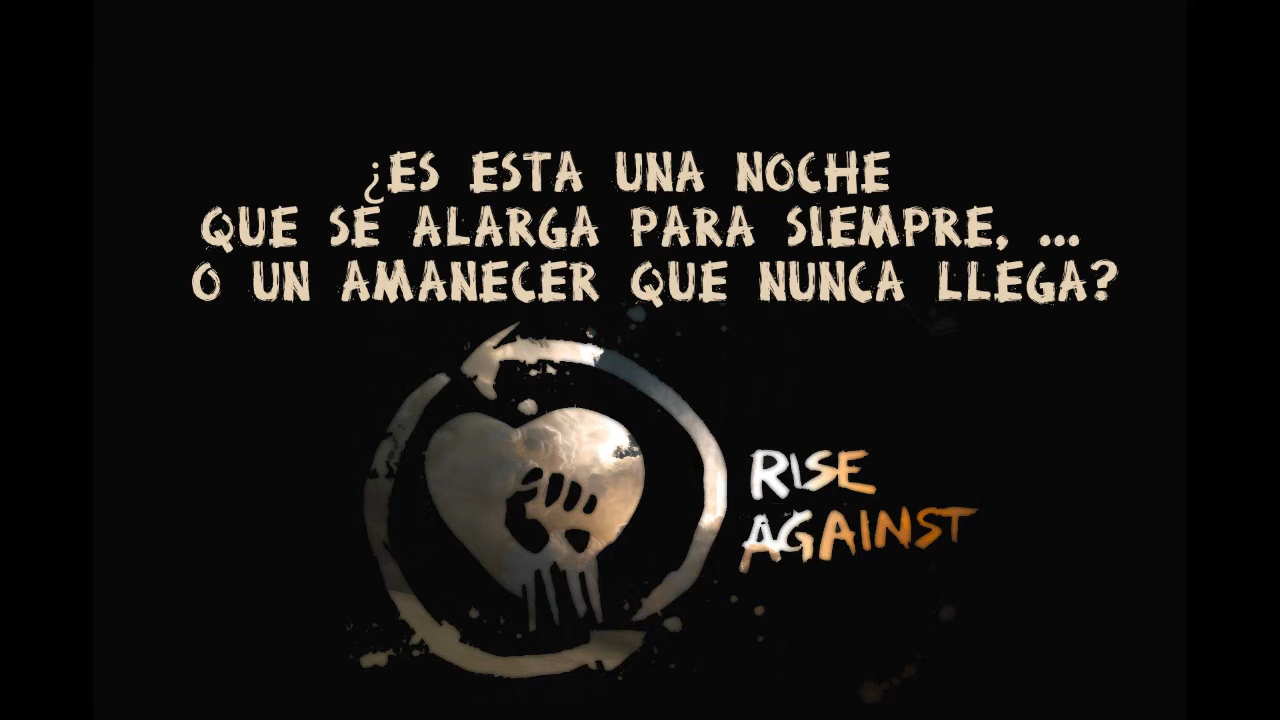 ¿ES ESTA UNA NOCHE
QUE SE ALARGA PARA SIEMPRE, ...
O UN AMANECER QUE NUNCA LLEGA?
RISE
AGAINST